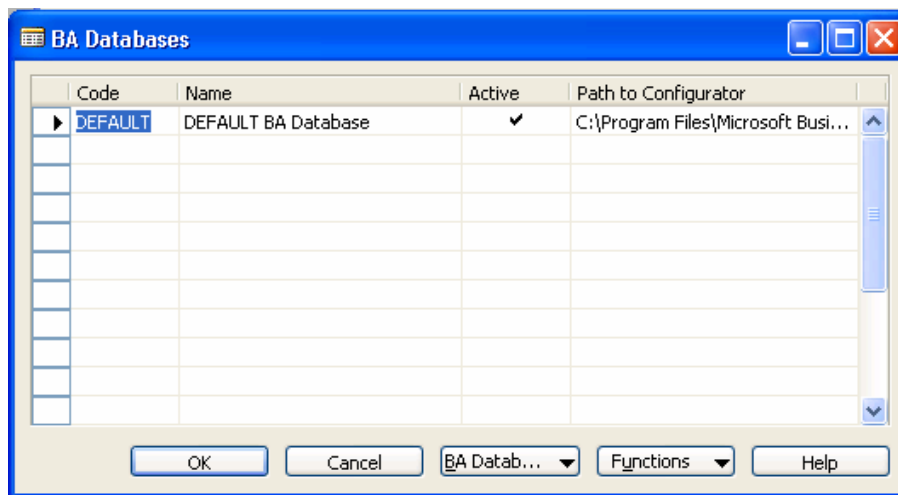 BA Databases
Code Name Active Path to Configurator
DEFAULT DEFAULT BA Database C:\Program Files\Microsoft Busi...
OK Cancel BA Datab... Functions Help